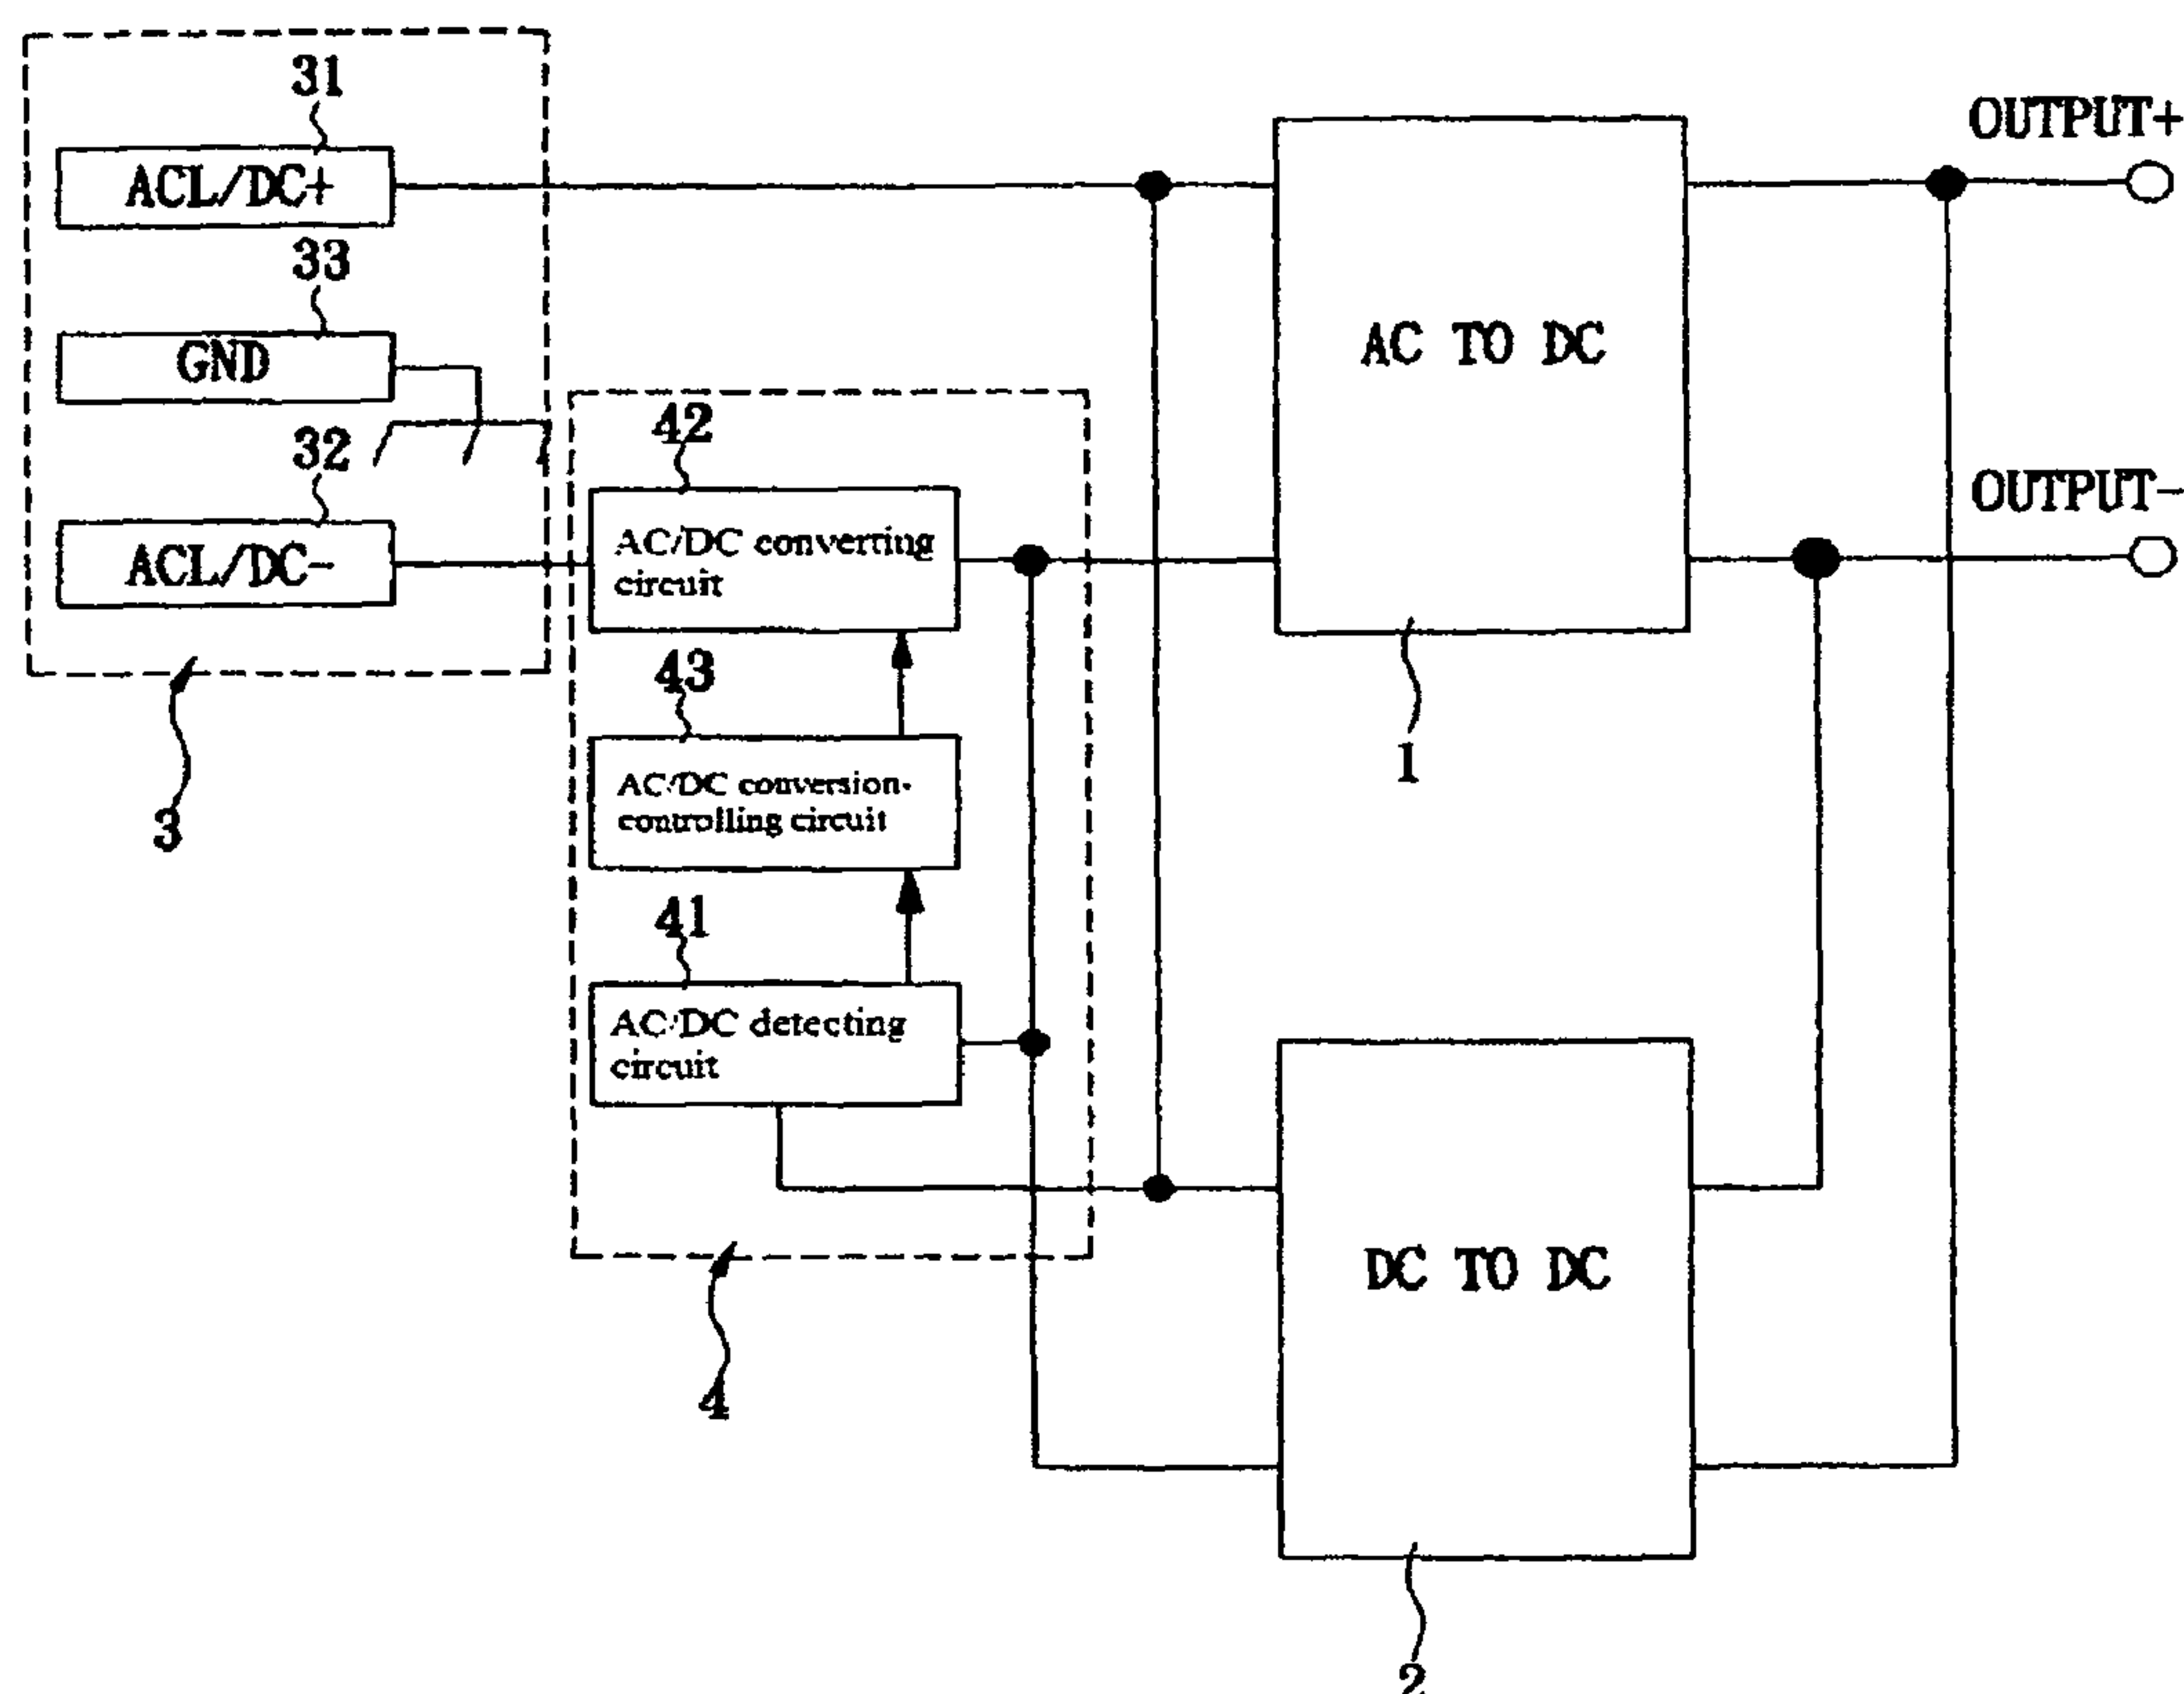 31
ACL/DC+
33
GND
32
ACL/DC-
3
42
AC/DC converting
circuit
43
AC/DC conversion-
controlling circuit
41
AC/DC detecting
circuit
4
AC TO DC
1
DC TO DC
2
OUTPUT+
OUTPUT-